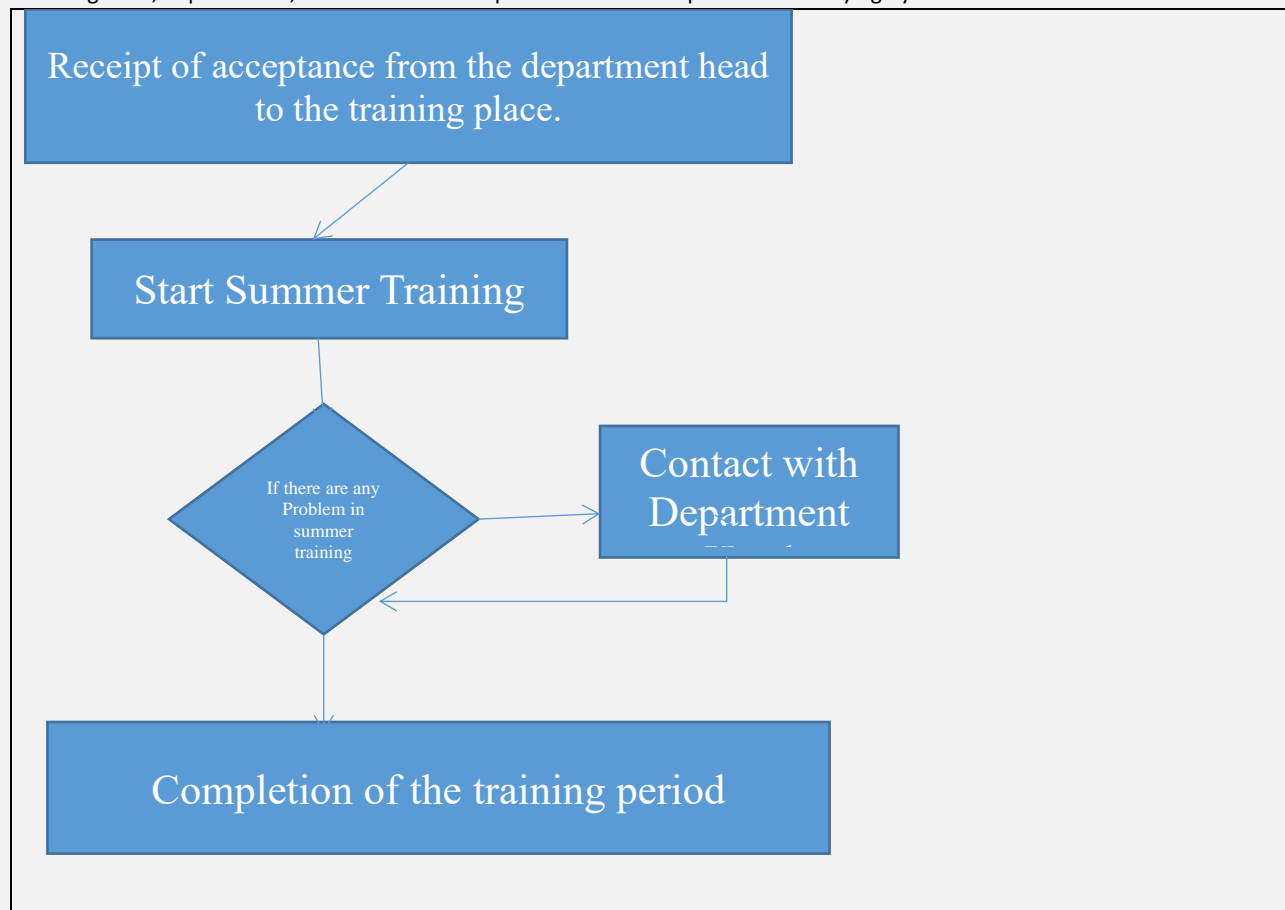 Receipt of acceptance from the department head
to the training place.
Start Summer Training
If there are any
Problem in
summer
training
Contact with
Department
Completion of the training period